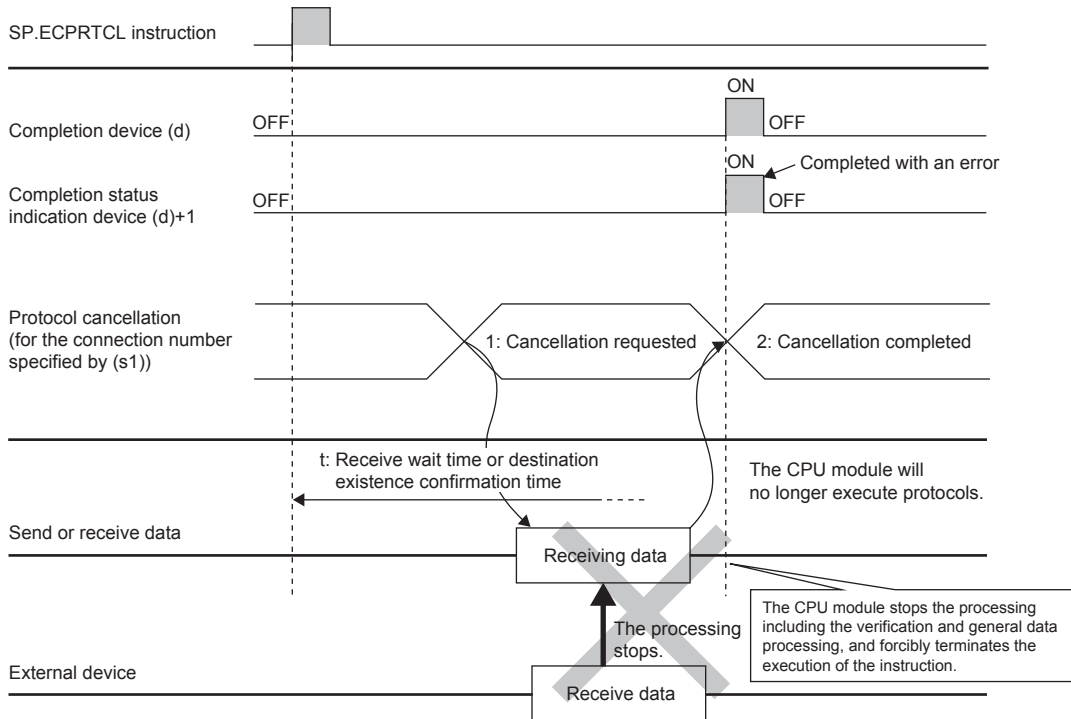 SP.ECPRTCL instruction
ON
Completion device (d)
OFF
OFF
ON
Completed with an error
Completion status
indication device (d)+1
OFF
OFF
Protocol cancellation
(for the connection number
specified by (s1))
1: Cancellation requested
2: Cancellation completed
t: Receive wait time or destination
existence confirmation time
The CPU module will
no longer execute protocols.
Send or receive data
Receiving data
The CPU module stops the processing
including the verification and general data
processing, and forcibly terminates the
execution of the instruction.
The processing
stops.
External device
Receive data